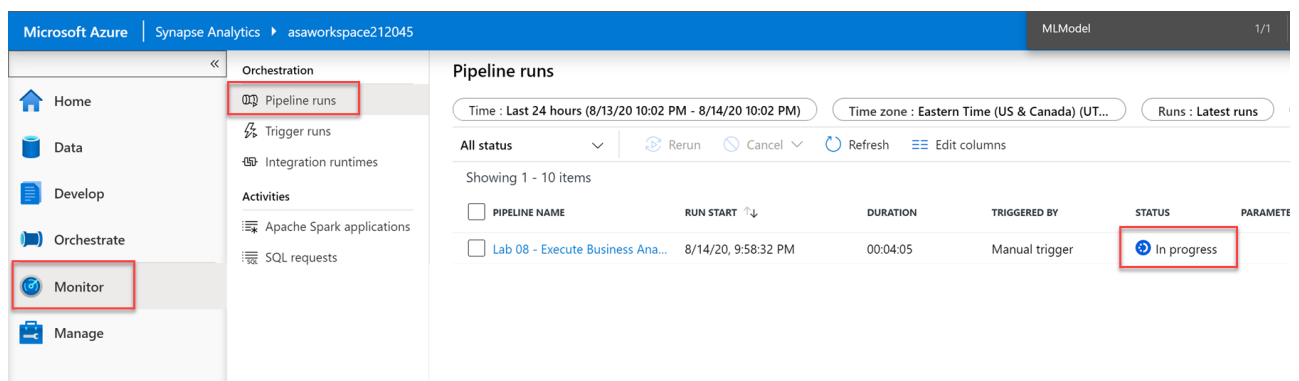 Microsoft Azure | Synapse Analytics ▸ asaworkspace212045
MLModel 1/1
«
Home
Data
Develop
Orchestrate
Monitor
Manage
Orchestration
Pipeline runs
Trigger runs
Integration runtimes
Activities
Apache Spark applications
SQL requests
Pipeline runs
Time : Last 24 hours (8/13/20 10:02 PM - 8/14/20 10:02 PM) Time zone : Eastern Time (US & Canada) (UT... Runs : Latest runs
All status Rerun Cancel Refresh Edit columns
Showing 1 - 10 items
PIPELINE NAME RUN START ↑↓ DURATION TRIGGERED BY STATUS PARAMETE
Lab 08 - Execute Business Ana... 8/14/20, 9:58:32 PM 00:04:05 Manual trigger In progress